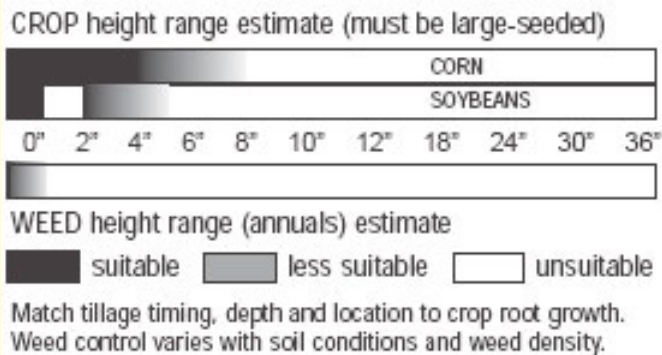 CROP height range estimate (must be large-seeded)
CORN
SOYBEANS
0" 2" 4" 6" 8" 10" 12" 18" 24" 30" 36"
WEED height range (annuals) estimate
suitable less suitable unsuitable
Match tillage timing, depth and location to crop root growth.
Weed control varies with soil conditions and weed density.